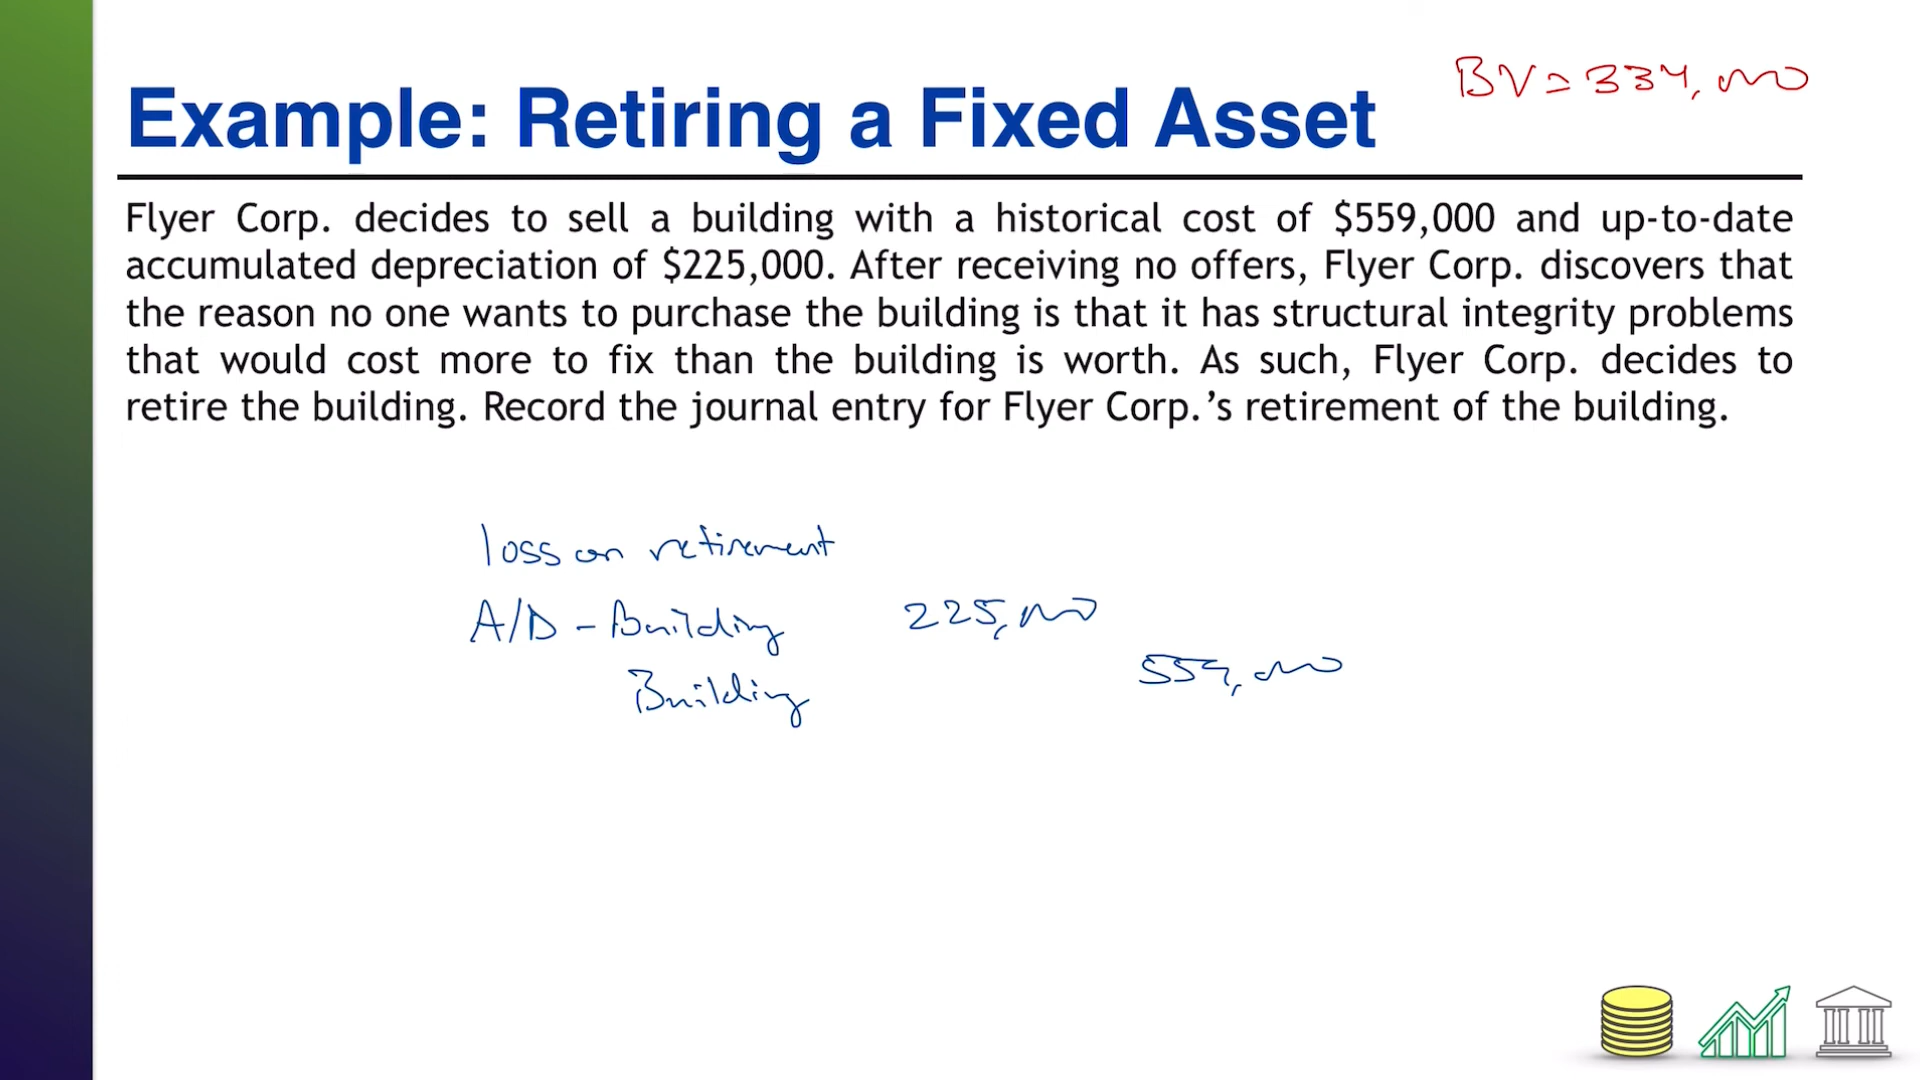 BV = 334,000
Example: Retiring a Fixed Asset
Flyer Corp. decides to sell a building with a historical cost of $559,000 and up-to-date
accumulated depreciation of $225,000. After receiving no offers, Flyer Corp. discovers that
the reason no one wants to purchase the building is that it has structural integrity problems
that would cost more to fix than the building is worth. As such, Flyer Corp. decides to
retire the building. Record the journal entry for Flyer Corp.’s retirement of the building.
loss on retirement
A/D - Building 225,000
Building 559,000